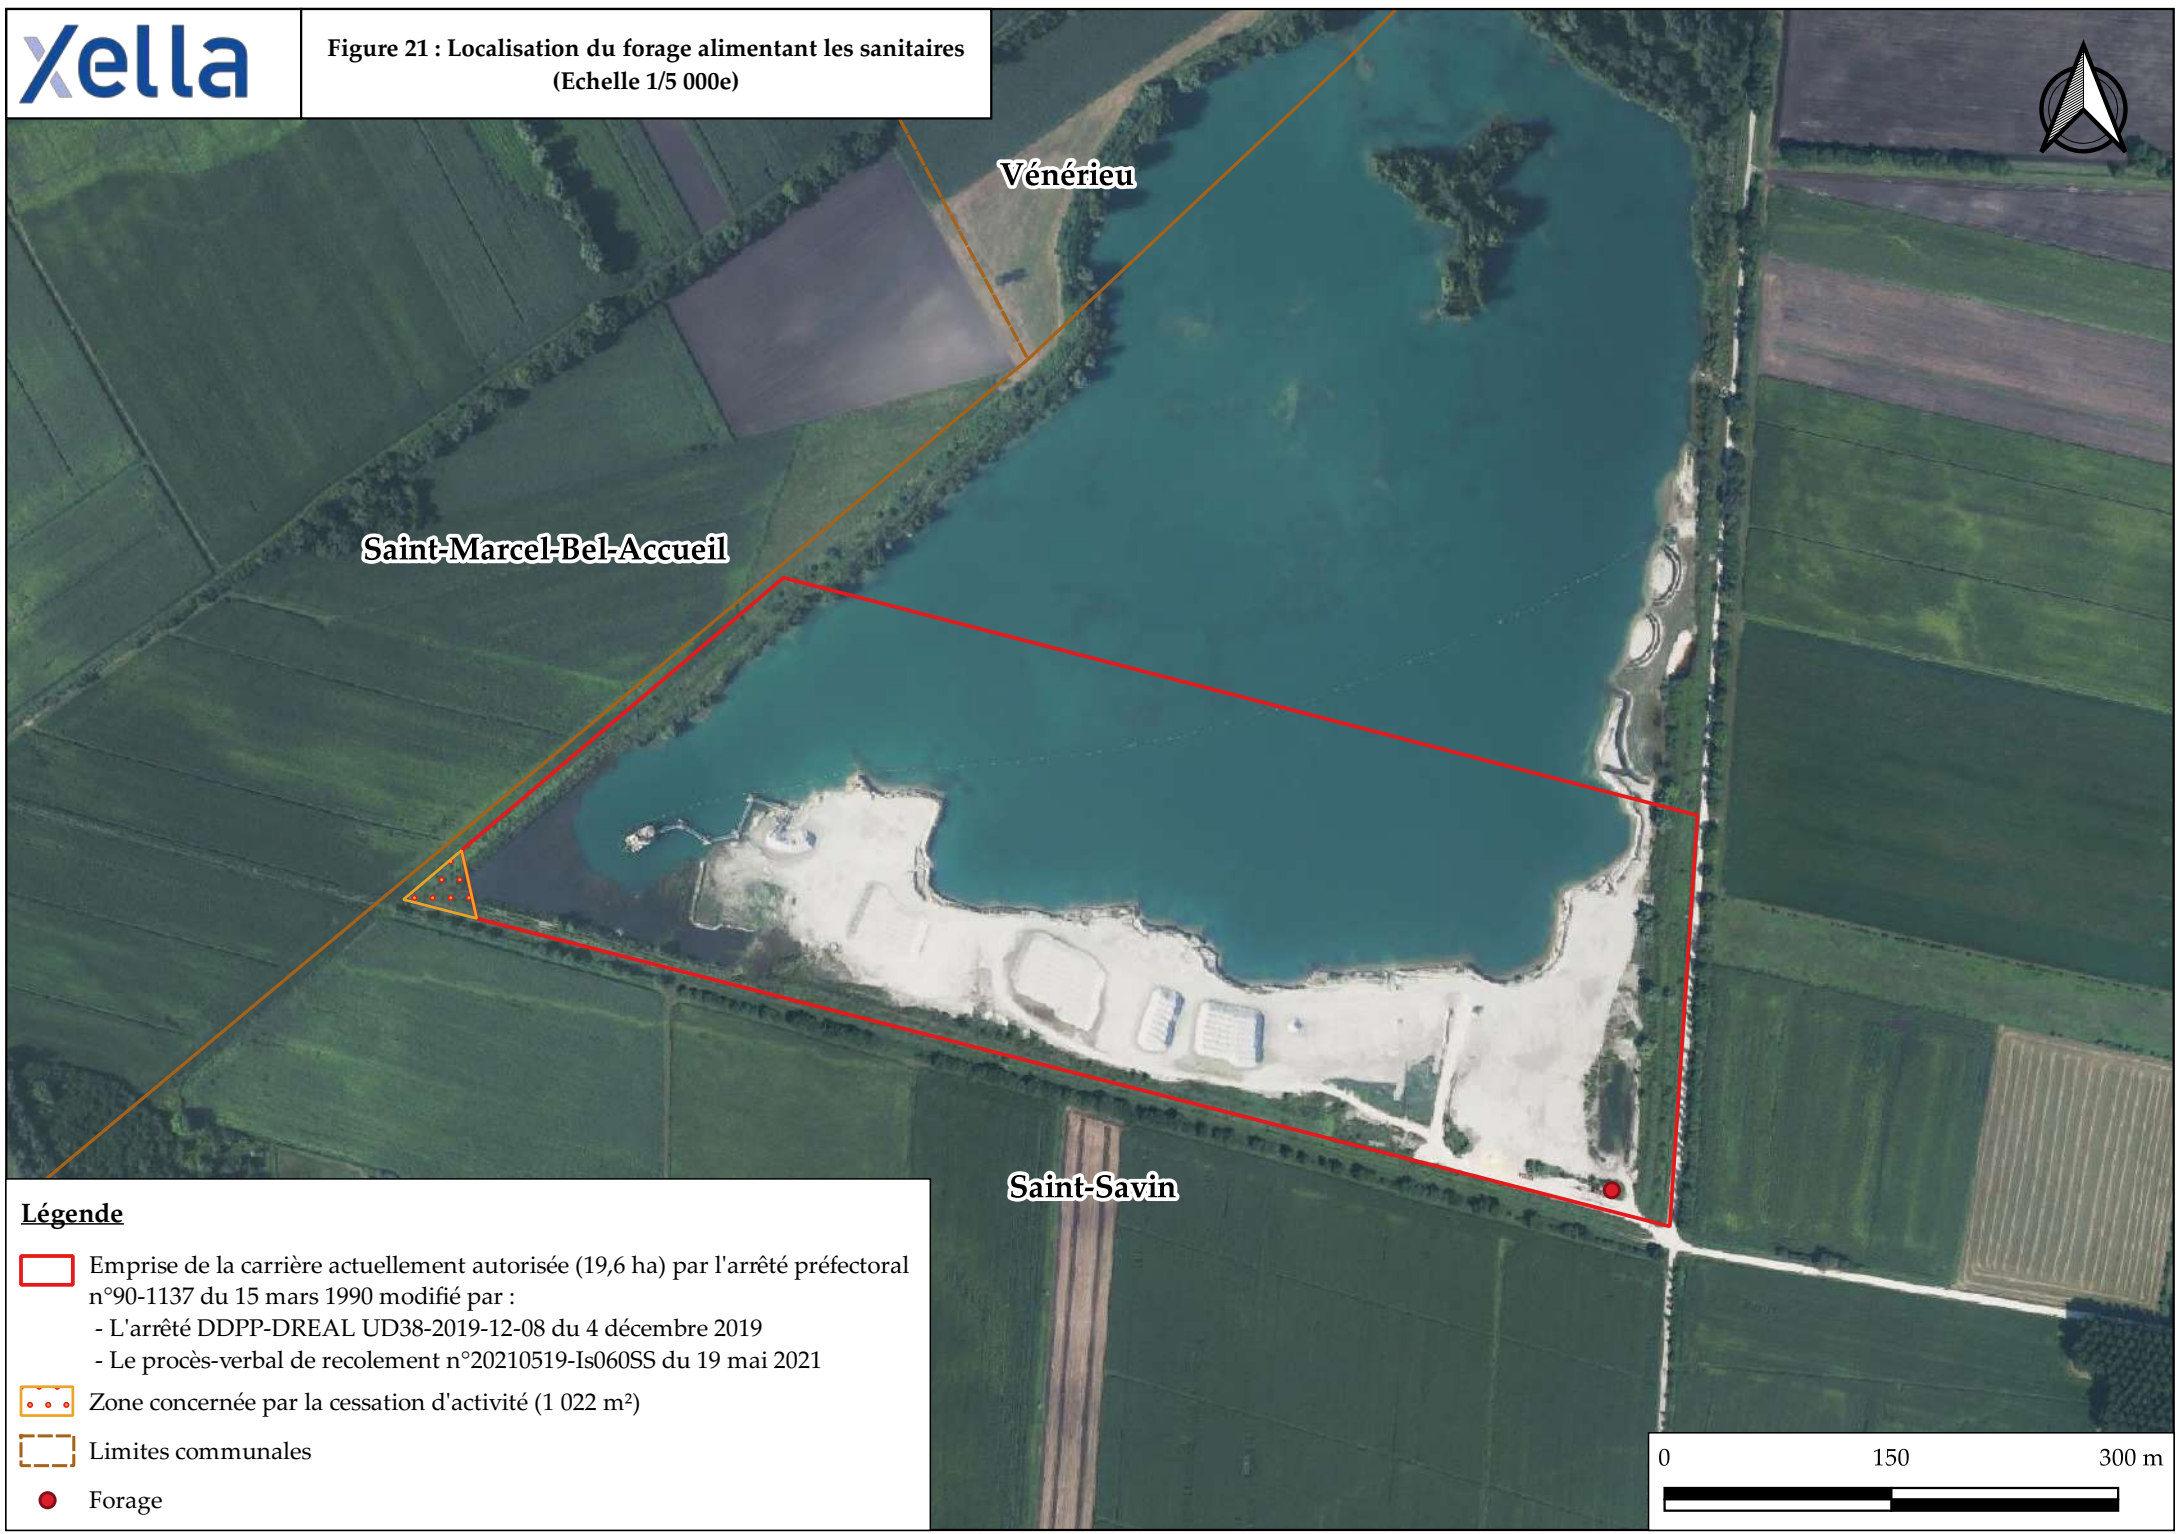 Xella
Figure 21 : Localisation du forage alimentant les sanitaires
(Echelle 1/5 000e)
Vénérieu
Saint-Marcel-Bel-Accueil
Saint-Savin
Légende
Emprise de la carrière actuellement autorisée (19,6 ha) par l'arrêté préfectoral
n°90-1137 du 15 mars 1990 modifié par :
- L'arrêté DDPP-DREAL UD38-2019-12-08 du 4 décembre 2019
- Le procès-verbal de recolement n°20210519-Is060SS du 19 mai 2021
Zone concernée par la cessation d'activité (1 022 m²)
Limites communales
Forage
0 150 300 m